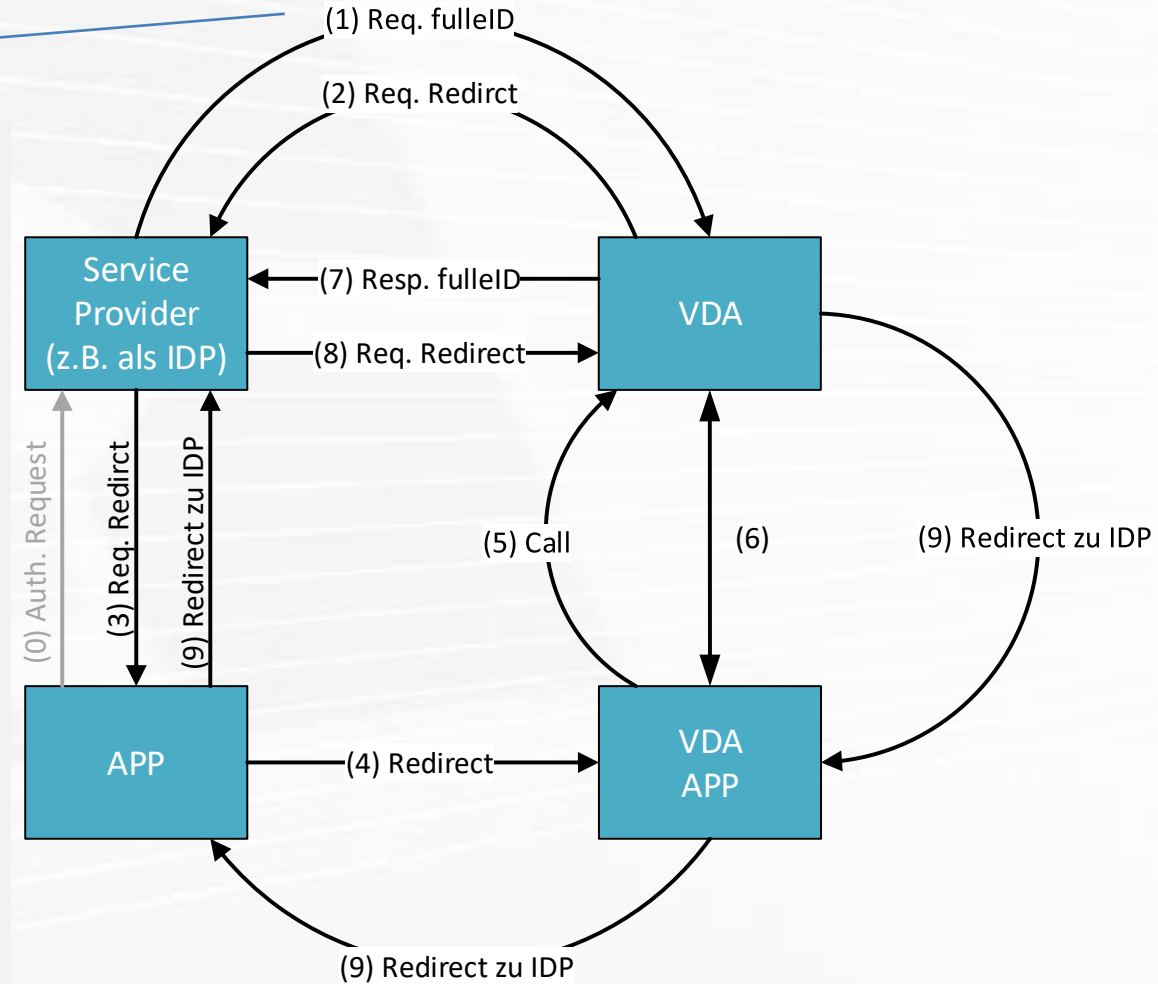 (1) Req. fulleID
(2) Req. Redirct
Service
Provider
(z.B. als IDP)
(7) Resp. fulleID
(8) Req. Redirect
VDA
(0) Auth. Request
(3) Req. Redirct
(9) Redirect zu IDP
(5) Call
(6)
(9) Redirect zu IDP
APP
(4) Redirect
VDA
APP
(9) Redirect zu IDP